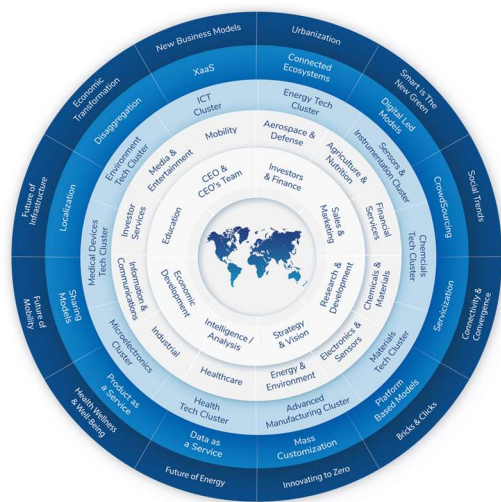 Urbanization
Smart is The
New Green
Social Trends
Connectivity &
Convergence
Bricks & Clicks
Innovating to Zero
Future of Energy
Health Wellness
& Well-Being
Future of
Mobility
Future of
Infrastructure
Economic
Transformation
New Business Models
Connected
Ecosystems
Digital Led
Models
CrowdSourcing
Servicization
Platform
Based Models
Mass
Customization
Data as
a Service
Product as
a Service
Sharing
Models
Localization
Disaggregation
XaaS
Energy Tech
Cluster
Sensors &
Instrumentation Cluster
Chemcials
Tech Cluster
Materials
Tech Cluster
Advanced
Manufacturing Cluster
Health
Tech Cluster
Microelectronics
Cluster
Medical Devices
Tech Cluster
Environment
Tech Cluster
ICT
Cluster
Aerospace &
Defense
Agriculture &
Nutrition
Financial
Services
Chemicals &
Materials
Electronics &
Sensors
Energy &
Environment
Healthcare
Industrial
Information &
Communications
Investor
Services
Media &
Entertainment
Mobility
Investors
& Finance
Sales &
Marketing
Research &
Development
Strategy
& Vision
Intelligence /
Analysis
Economic
Development
Education
CEO &
CEO's Team